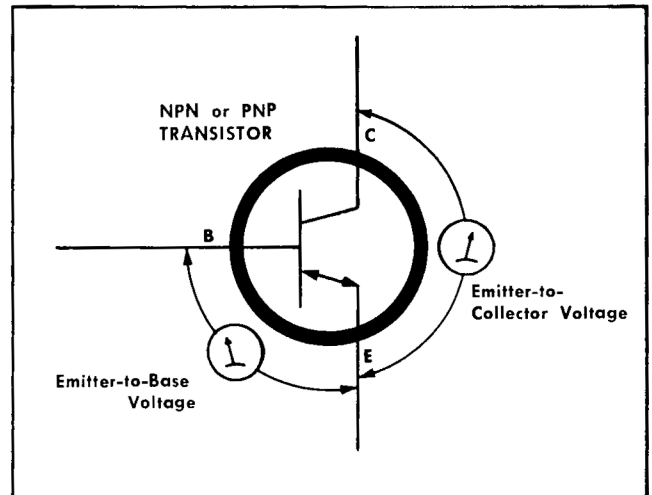 NPN or PNP
TRANSISTOR
C
B
Emitter-to-
Collector Voltage
E
Emitter-to-Base
Voltage